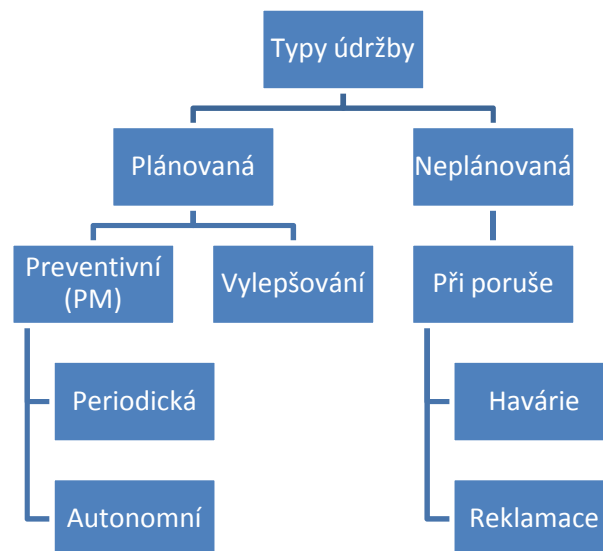 Typy údržby
Plánovaná
Neplánovaná
Preventivní
(PM)
Vylepšování
Při poruše
Periodická
Havárie
Autonomní
Reklamace